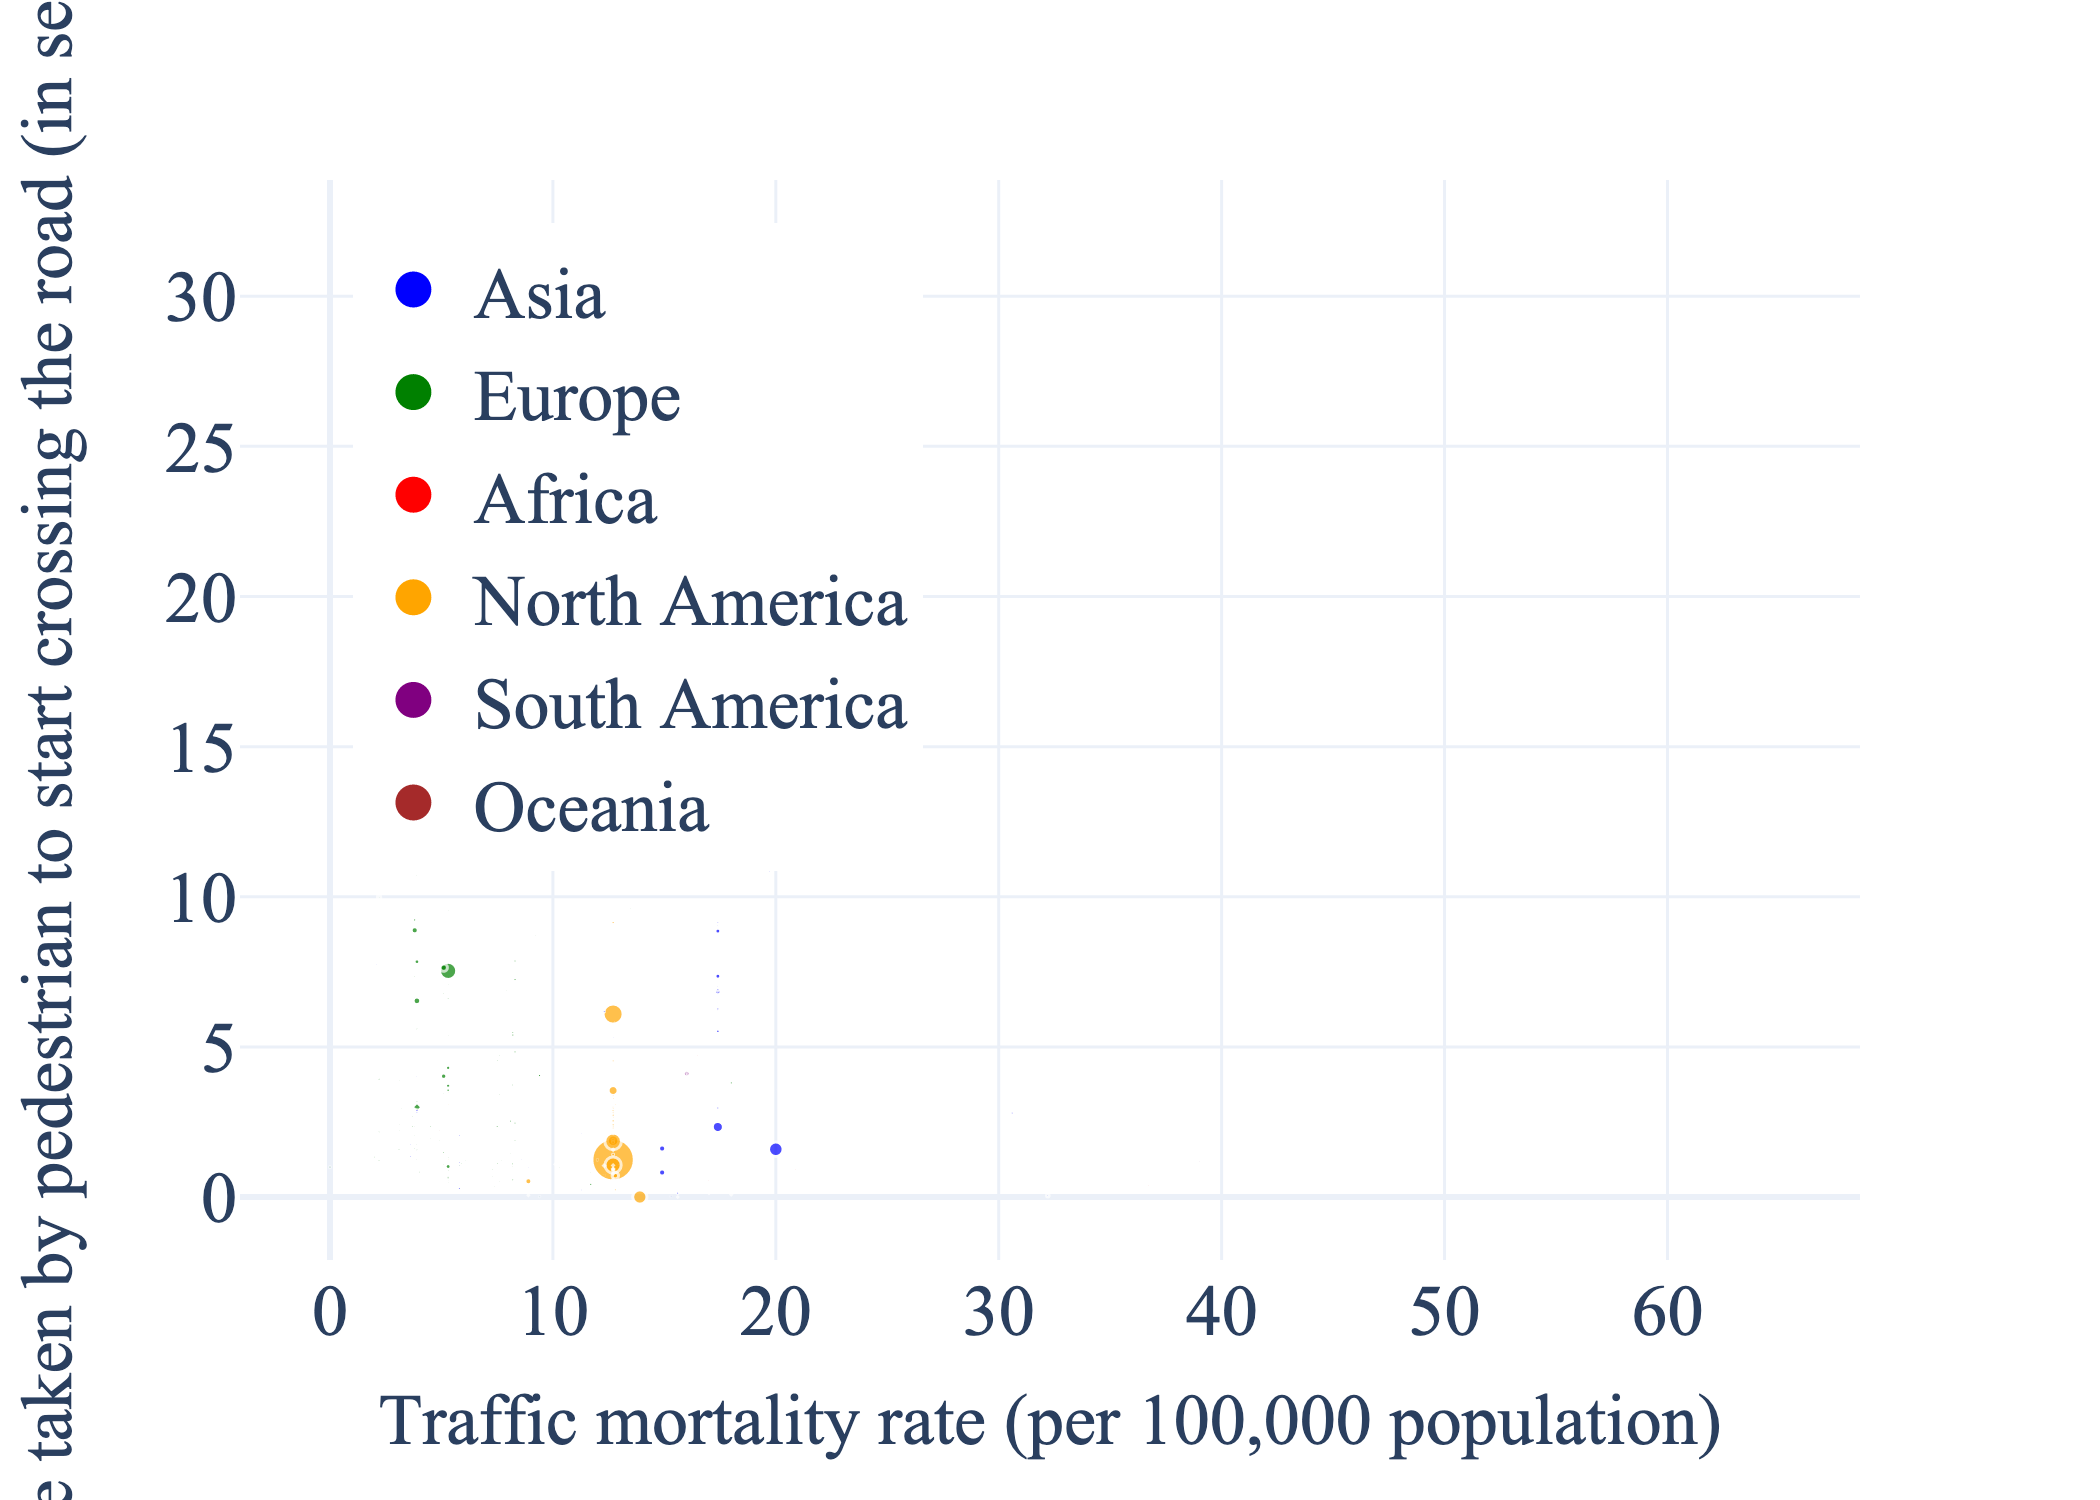 taken by pedestrian to start crossing the road (in
30
25
20
15
10
5
0
Asia
Europe
Africa
North America
South America
Oceania
0 10 20 30 40 50 60
Traffic mortality rate (per 100,000 population)